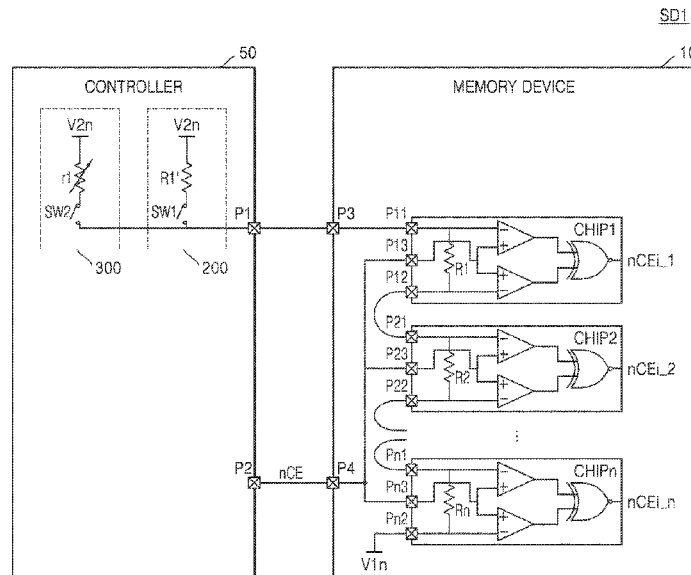 SD1
50
10
CONTROLLER
MEMORY DEVICE
V2n
V2n
r1
R1'
SW2
SW1
P1
P3
P11
CHIP1
P13
R1
nCEi_1
P12
300
200
P21
CHIP2
P23
R2
nCEi_2
P22
⋮
P2
nCE
P4
Pn1
CHIPn
Pn3
Rn
nCEi_n
Pn2
V1n